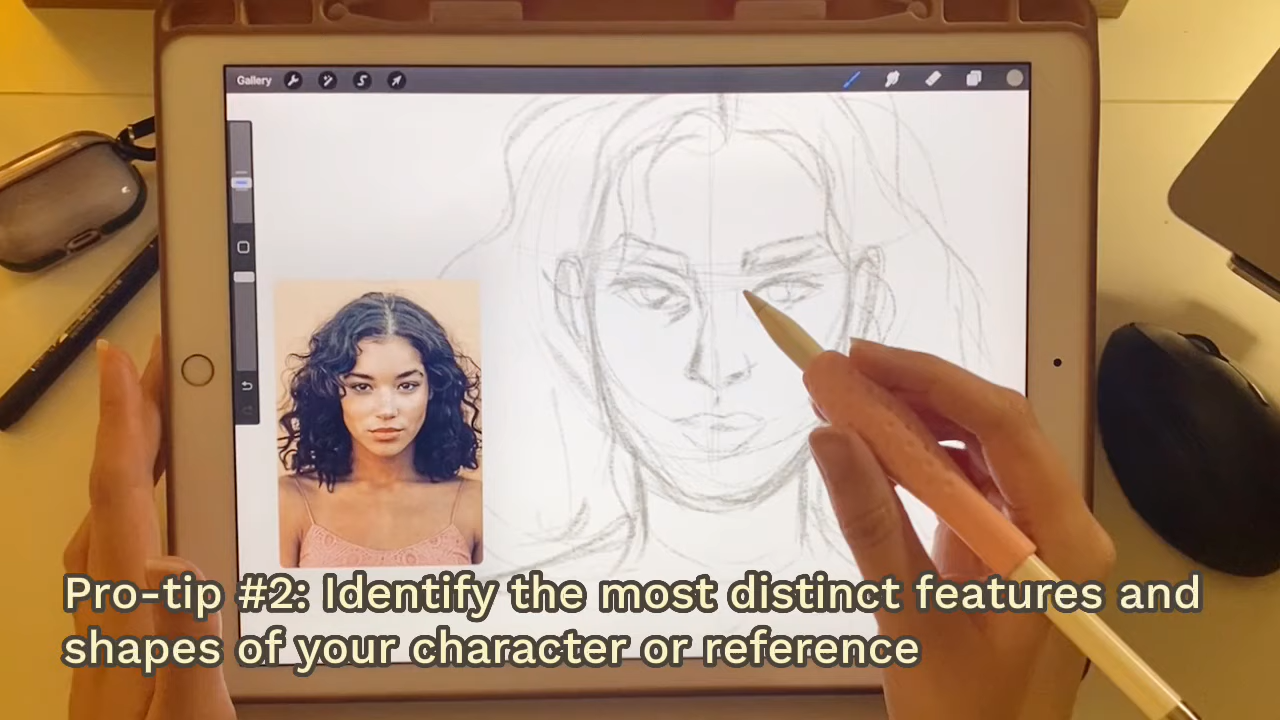 Gallery
Pro-tip #2: Identify the most distinct features and
shapes of your character or reference